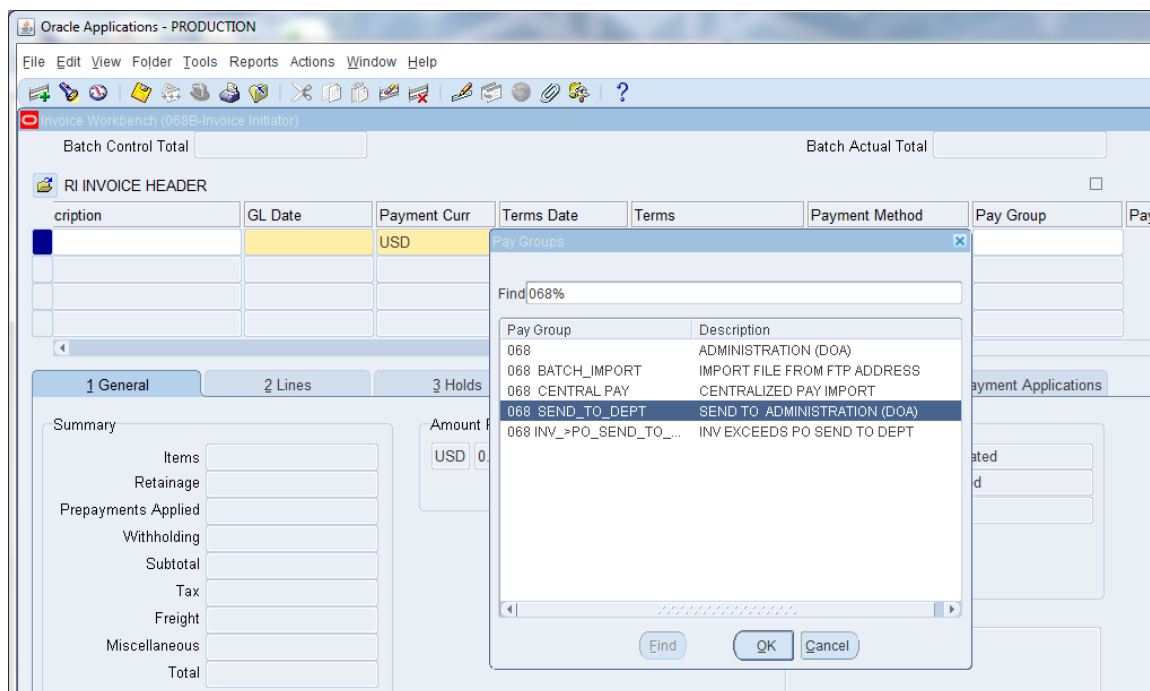 Oracle Applications - PRODUCTION
File Edit View Folder Tools Reports Actions Window Help
Invoice Workbench (068B-Invoice Initiator)
Batch Control Total
Batch Actual Total
RI INVOICE HEADER
cription GL Date Payment Curr Terms Date Terms Payment Method Pay Group Pay
USD
Pay Groups
Find 068%
Pay Group Description
068 ADMINISTRATION (DOA)
068 BATCH_IMPORT IMPORT FILE FROM FTP ADDRESS
068 CENTRAL PAY CENTRALIZED PAY IMPORT
068 SEND_TO_DEPT SEND TO ADMINISTRATION (DOA)
068 INV_>PO_SEND_TO_... INV EXCEEDS PO SEND TO DEPT
Find OK Cancel
1 General 2 Lines 3 Holds ayment Applications
Summary
Items
Retainage
Prepayments Applied
Withholding
Subtotal
Tax
Freight
Miscellaneous
Total
Amount
USD 0.
ated
d